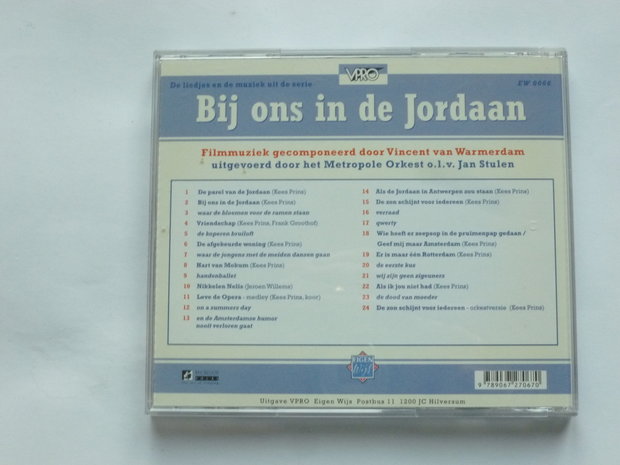 VPRO
De liedjes en de muziek uit de serie
EW 9066
Bij ons in de Jordaan
Filmmuziek gecomponeerd door Vincent van Warmerdam
uitgevoerd door het Metropole Orkest o.l.v. Jan Stulen
1 De parel van de Jordaan (Kees Prins)
2 Bij ons in de Jordaan (Kees Prins)
3 waar de bloemen voor de ramen staan
4 Vriendschap (Kees Prins, Frank Groothof)
5 de koperen bruiloft
6 De afgekeurde woning (Kees Prins)
7 waar de jongens met de meiden dansen gaan
8 Hart van Mokum (Kees Prins)
9 handenballet
10 Nikkelen Nelis (Jeroen Willems)
11 Leve de Opera - medley (Kees Prins, koor)
12 on a summers day
13 en de Amsterdamse humor
nooit verloren gaat
14 Als de Jordaan in Antwerpen zou staan (Kees Prins)
15 De zon schijnt voor iedereen (Kees Prins)
16 verraad
17 qwerty
18 Wie heeft er zeepsop in de pruimenpap gedaan /
Geef mij maar Amsterdam (Kees Prins)
19 Er is maar één Rotterdam (Kees Prins)
20 de eerste kus
21 wij zijn geen zigeuners
22 Als ik jou niet had (Kees Prins)
23 de dood van moeder
24 De zon schijnt voor iedereen - orkestversie (Kees Prins)
EIGEN
Wijs
9 789067 270670
Uitgave VPRO Eigen Wijs Postbus 11 1200 JC Hilversum